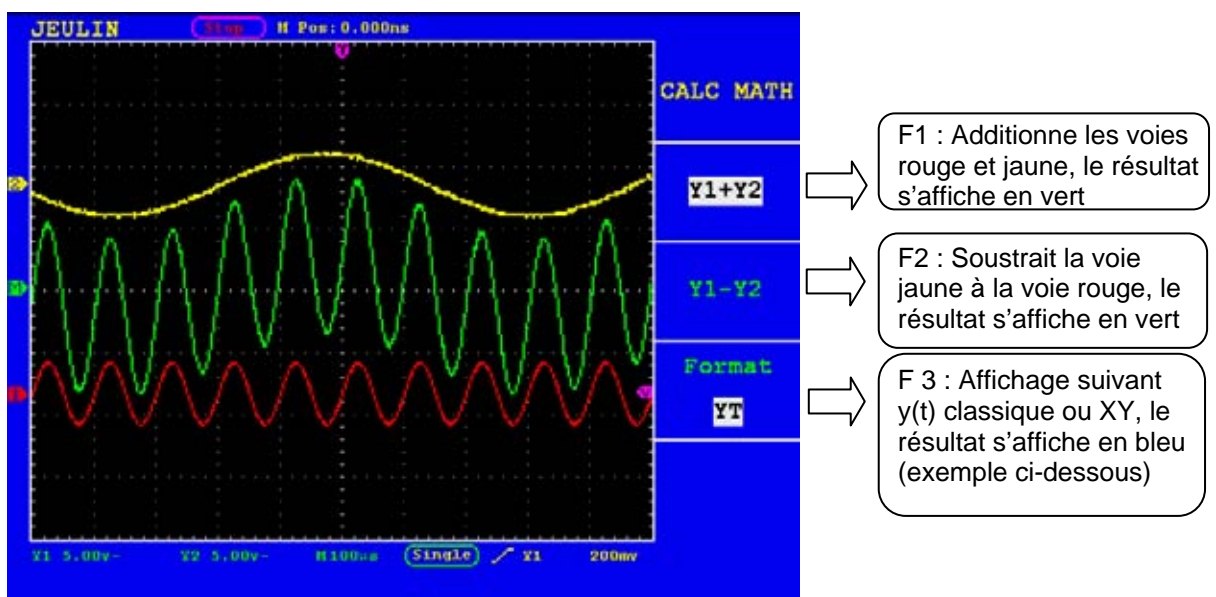 JEULIN Stop M Pos:0.000ns
CALC MATH
Y1+Y2
Y1-Y2
Format
YT
Y1 5.00v~ Y2 5.00v~ M100us Single Y1 200mv
F1 : Additionne les voies
rouge et jaune, le résultat
s’affiche en vert
F2 : Soustrait la voie
jaune à la voie rouge, le
résultat s’affiche en vert
F 3 : Affichage suivant
y(t) classique ou XY, le
résultat s’affiche en bleu
(exemple ci-dessous)